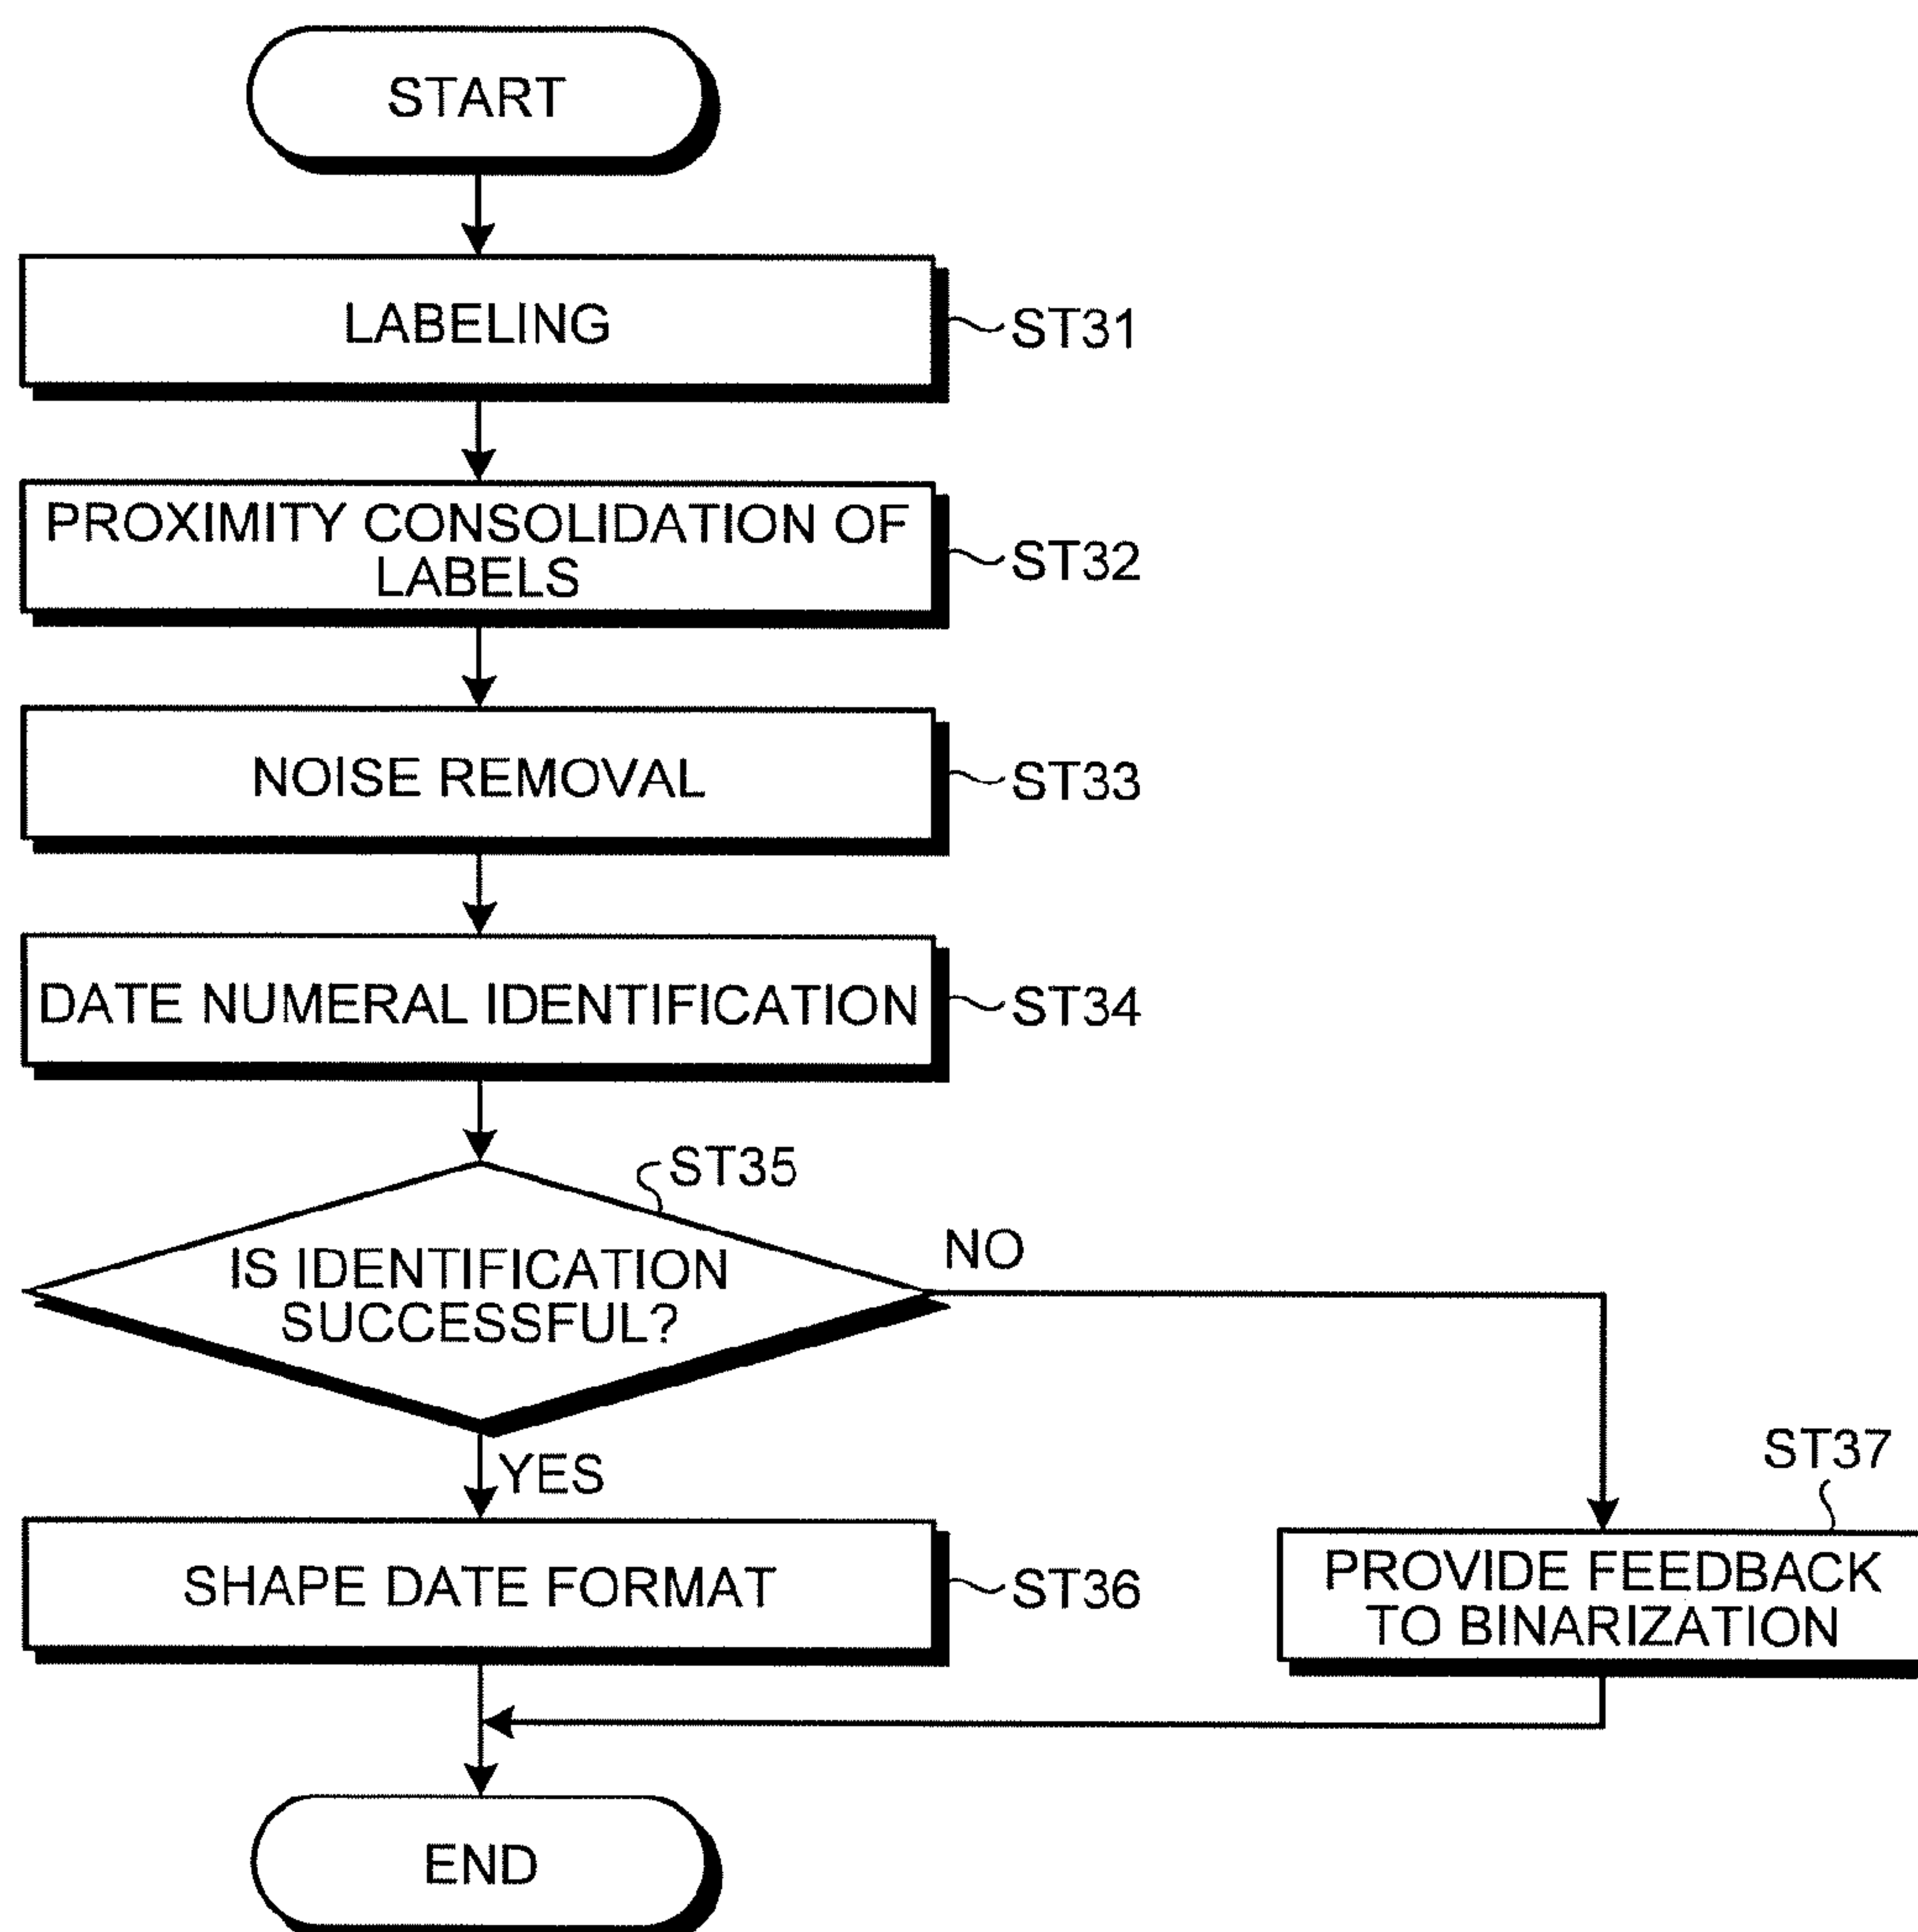 START
LABELING
ST31
PROXIMITY CONSOLIDATION OF
LABELS
ST32
NOISE REMOVAL
ST33
DATE NUMERAL IDENTIFICATION
ST34
ST35
IS IDENTIFICATION
SUCCESSFUL?
NO
YES
SHAPE DATE FORMAT
ST36
ST37
PROVIDE FEEDBACK
TO BINARIZATION
END